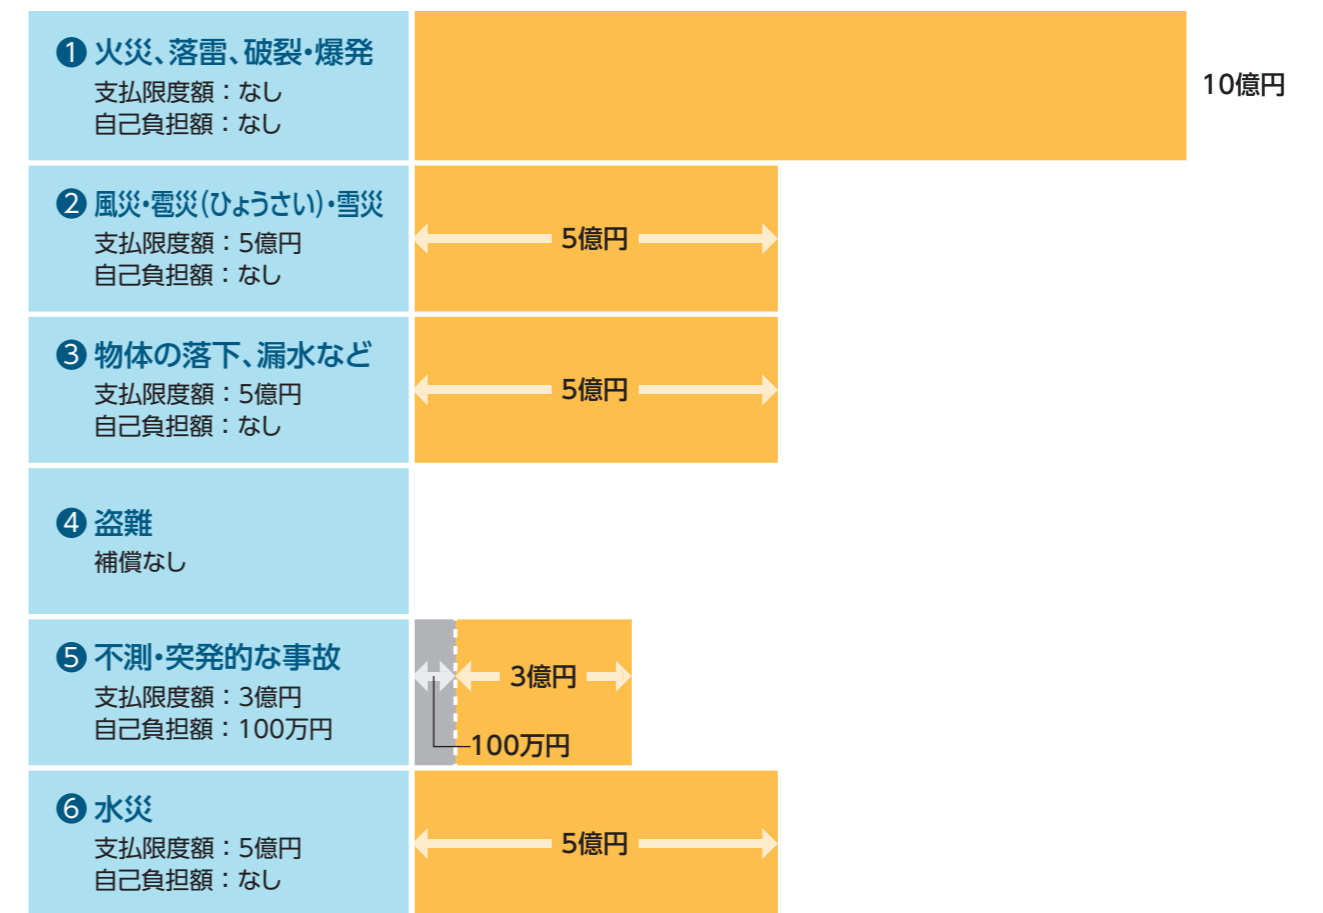 ❶ 火災、落雷、破裂・爆発
支払限度額：なし
自己負担額：なし
10億円
❷ 風災・雹災(ひょうさい)・雪災
支払限度額：5億円
自己負担額：なし
5億円
❸ 物体の落下、漏水など
支払限度額：5億円
自己負担額：なし
5億円
❹ 盗難
補償なし
❺ 不測・突発的な事故
支払限度額：3億円
自己負担額：100万円
3億円
100万円
❻ 水災
支払限度額：5億円
自己負担額：なし
5億円